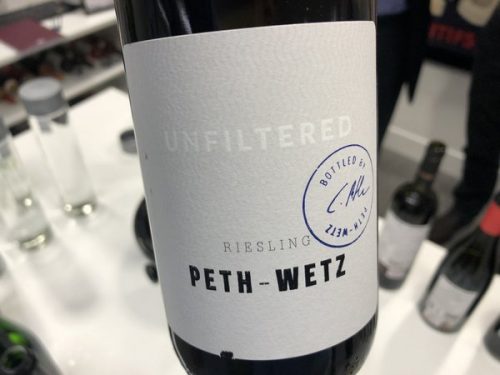 UNFILTERED
BOTTLED BY
PETH-WETZ
RIESLING
PETH-WETZ